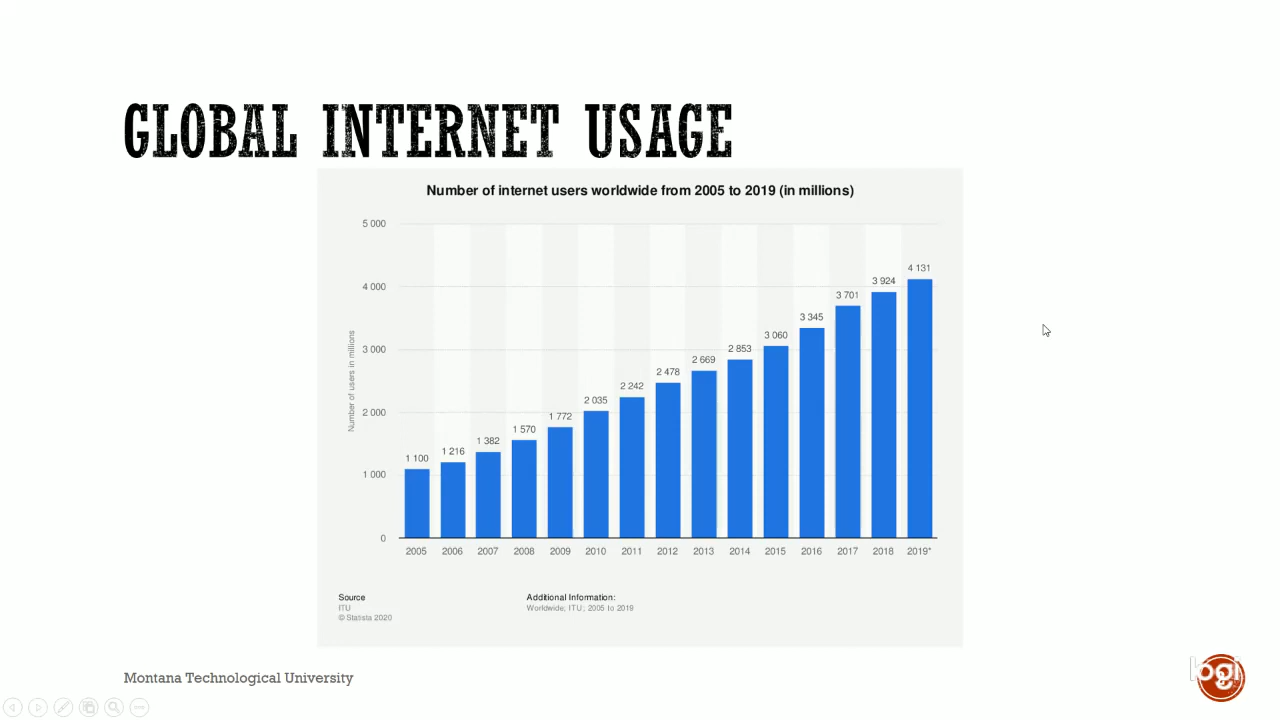 GLOBAL INTERNET USAGE
Number of internet users worldwide from 2005 to 2019 (in millions)
Number of users in millions
5 000
4 000
3 000
2 000
1 000
0
1 100
1 216
1 382
1 570
1 772
2 035
2 242
2 478
2 669
2 853
3 060
3 345
3 701
3 924
4 131
2005 2006 2007 2008 2009 2010 2011 2012 2013 2014 2015 2016 2017 2018 2019*
Source
ITU
© Statista 2020
Additional Information:
Worldwide; ITU; 2005 to 2019
Montana Technological University